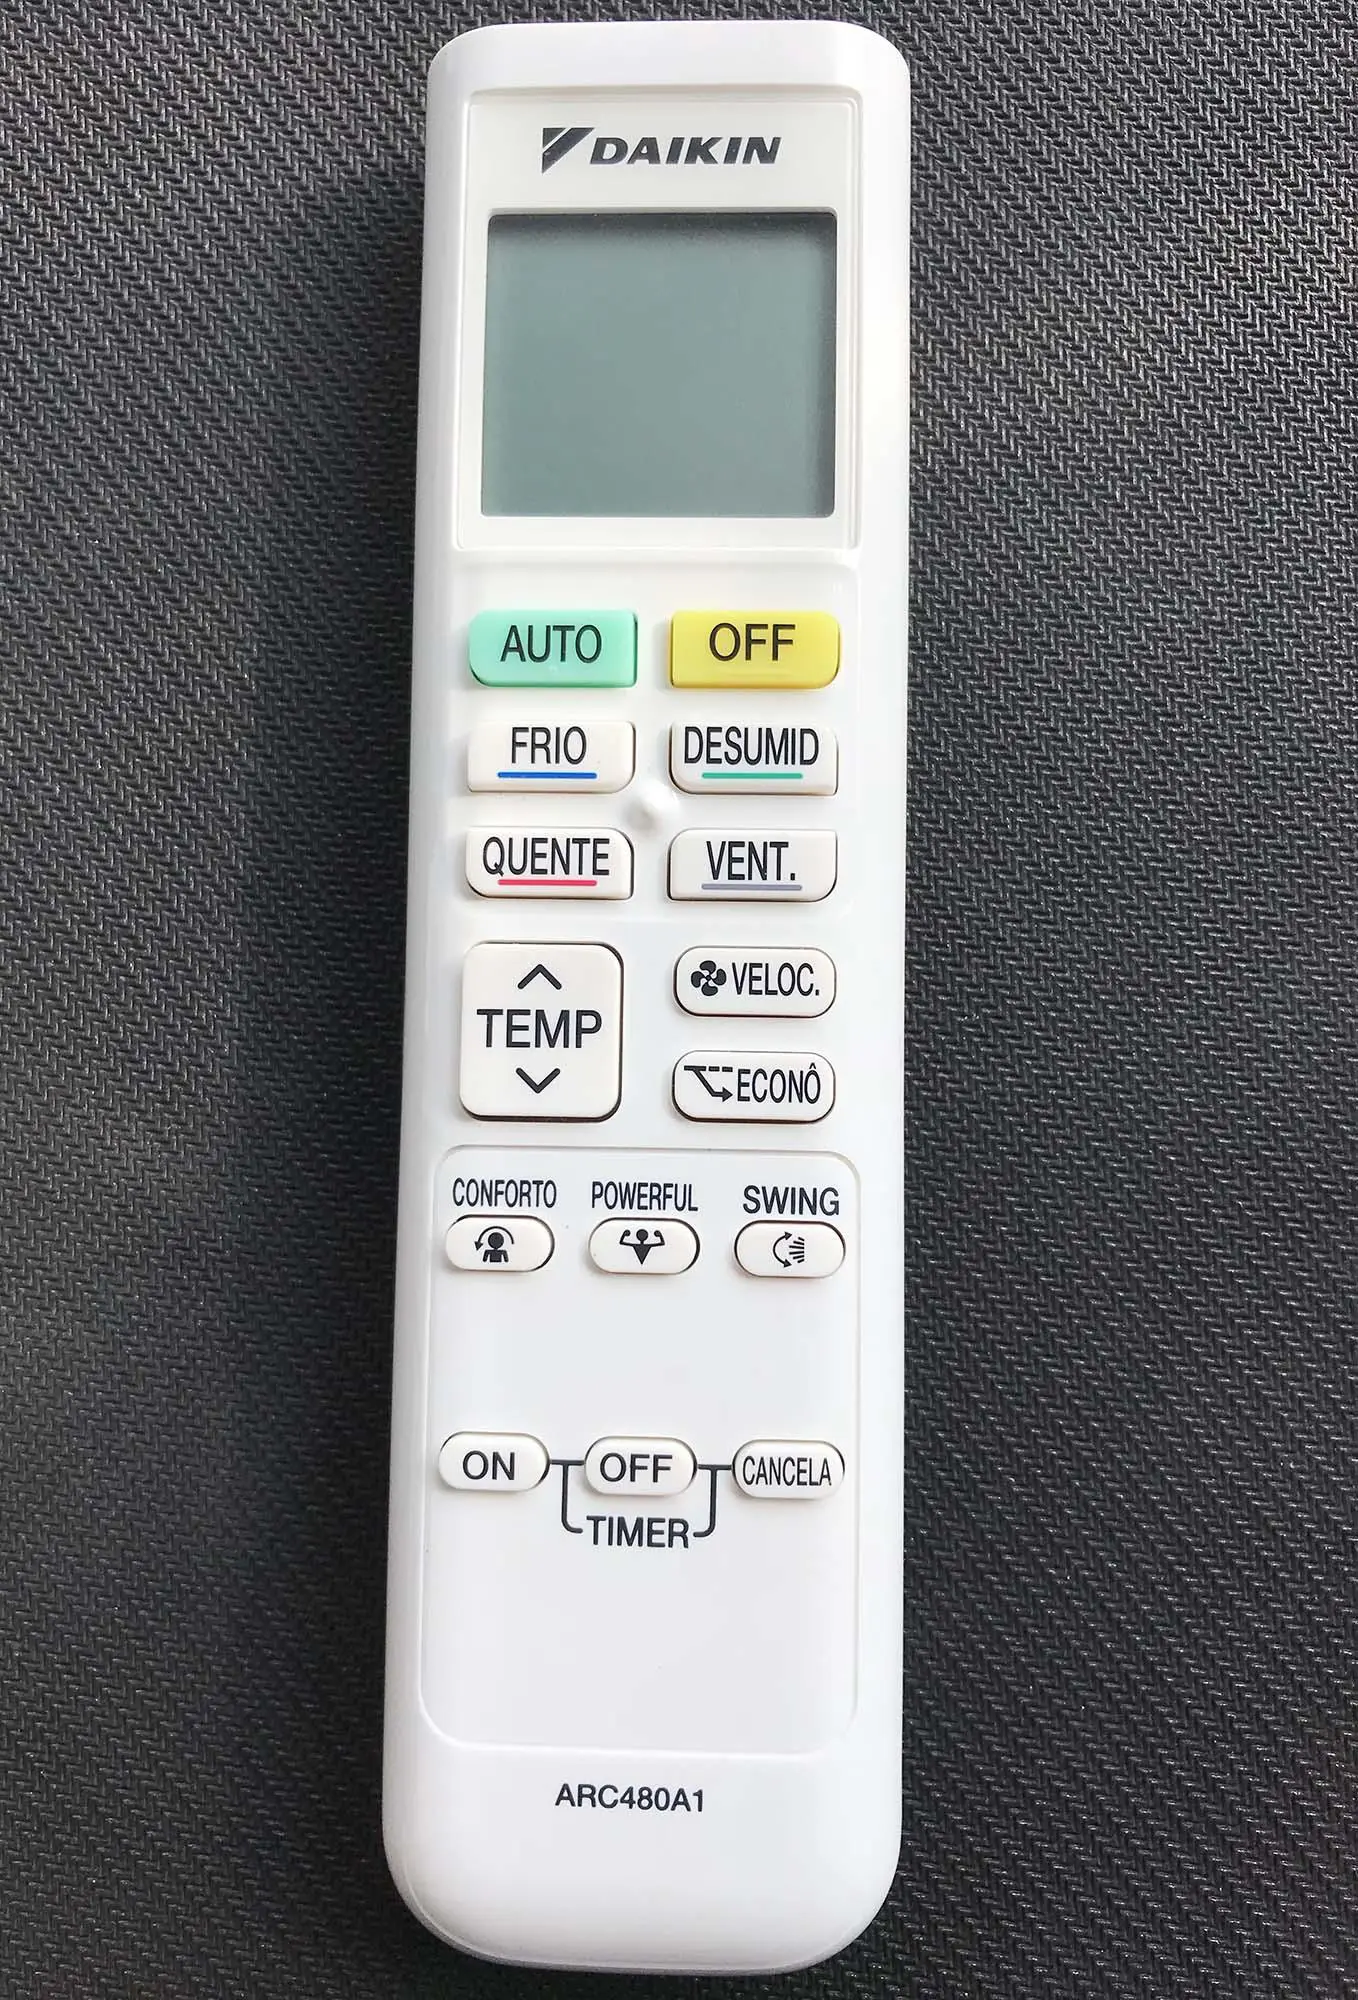 DAIKIN
AUTO OFF
FRIO DESUMID
QUENTE VENT.
TEMP
VELOC.
ECONÔ
CONFORTO POWERFUL SWING
ON OFF CANCELA
TIMER
ARC480A1